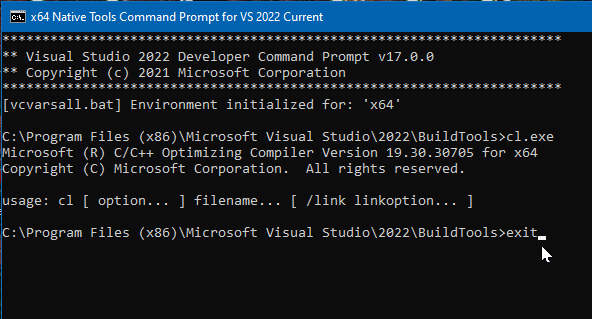 x64 Native Tools Command Prompt for VS 2022 Current
**********************************************************************
** Visual Studio 2022 Developer Command Prompt v17.0.0
** Copyright (c) 2021 Microsoft Corporation
**********************************************************************
[vcvarsall.bat] Environment initialized for: 'x64'
C:\Program Files (x86)\Microsoft Visual Studio\2022\BuildTools>cl.exe
Microsoft (R) C/C++ Optimizing Compiler Version 19.30.30705 for x64
Copyright (C) Microsoft Corporation.  All rights reserved.
usage: cl [ option... ] filename... [ /link linkoption... ]
C:\Program Files (x86)\Microsoft Visual Studio\2022\BuildTools>exit